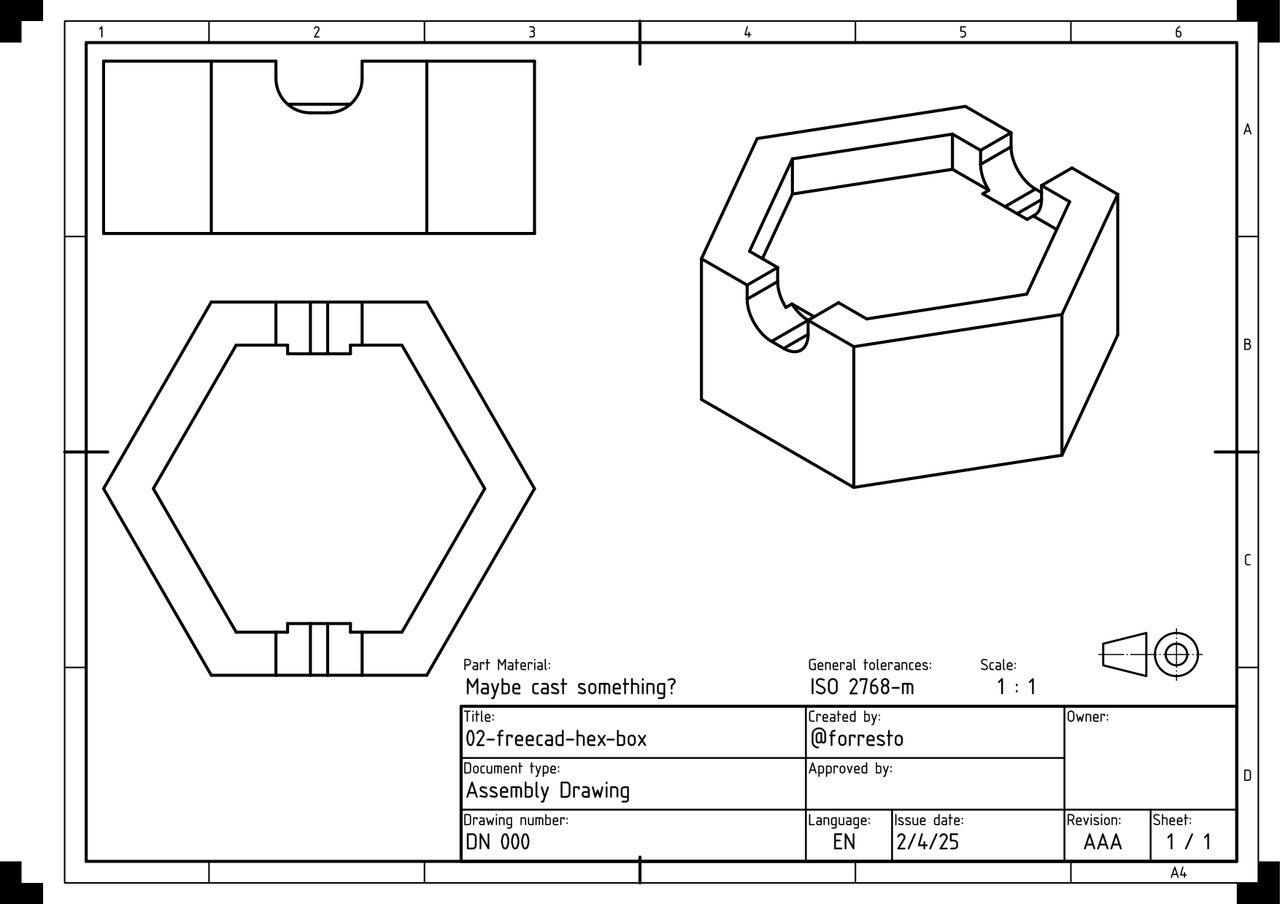 1 2 3 4 5 6
A
B
C
D
Part Material:
Maybe cast something?
General tolerances:
ISO 2768-m
Scale:
1 : 1
Title:
02-freecad-hex-box
Created by:
@forresto
Owner:
Document type:
Assembly Drawing
Approved by:
Drawing number:
DN 000
Language:
EN
Issue date:
2/4/25
Revision:
AAA
Sheet:
1 / 1
A4